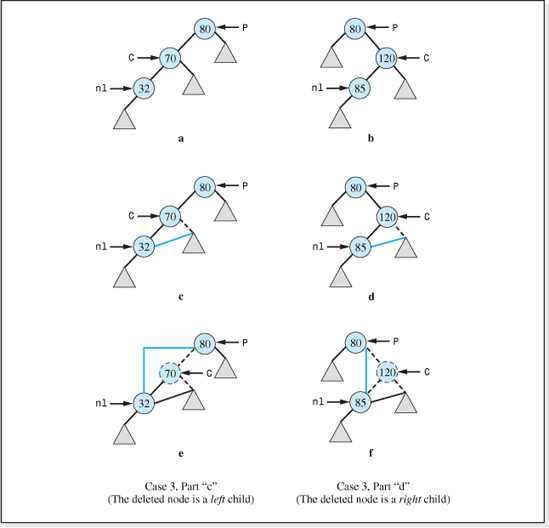 80 P 80 P
C 70 120 C
nl 32 nl 85
a b
80 P 80 P
C 70 120 C
nl 32 nl 85
c d
80 P 80 P
70 C 120 C
nl 32 nl 85
e f
Case 3, Part “c” Case 3, Part “d”
(The deleted node is a left child) (The deleted node is a right child)